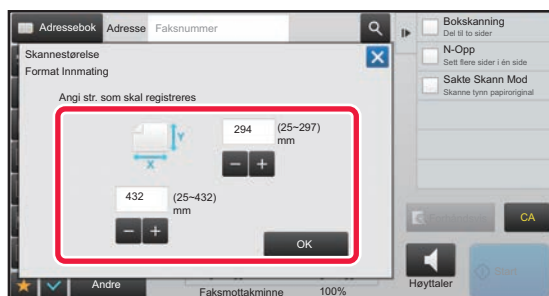 Adressebok Adresse Faksnummer
Skannestørelse
Format Innmating
Angi str. som skal registreres
Y
X
294 (25~297)
mm
432 (25~432)
mm
OK
Bokskanning
Del til to sider
N-Opp
Sett flere sider i én side
Sakte Skann Mod
Skanne tynn papiroriginal
CA
Høyttaler
Start
Andre
Faksmottakminne 100%